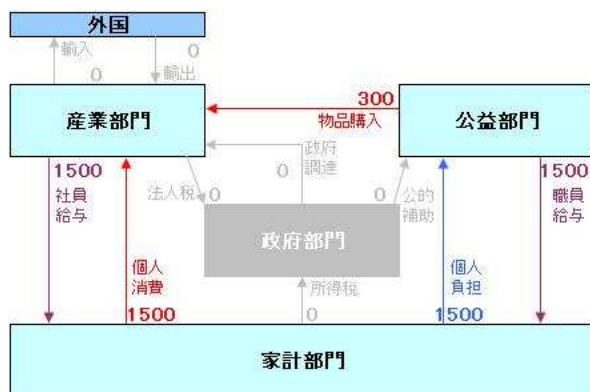 外国
輸入
0
0
輸出
産業部門
300
物品購入
公益部門
1500
社員
給与
法人税
0
0
政府
調達
0
公的
補助
1500
職員
給与
政府部門
個人
消費
1500
所得税
0
個人
負担
1500
家計部門